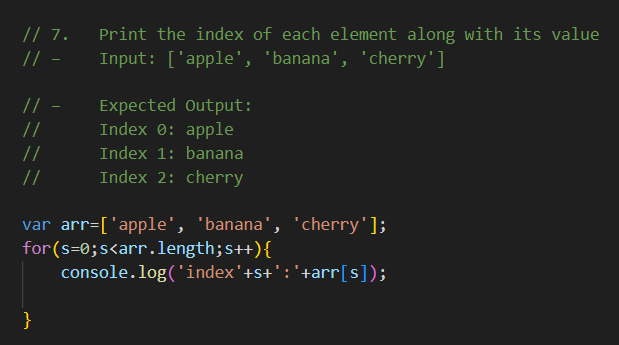 // 7.   Print the index of each element along with its value
// –    Input: ['apple', 'banana', 'cherry']
// –    Expected Output:
//      Index 0: apple
//      Index 1: banana
//      Index 2: cherry
var arr=['apple', 'banana', 'cherry'];
for(s=0;s<arr.length;s++){
    console.log('index'+s+':'+arr[s]);
}